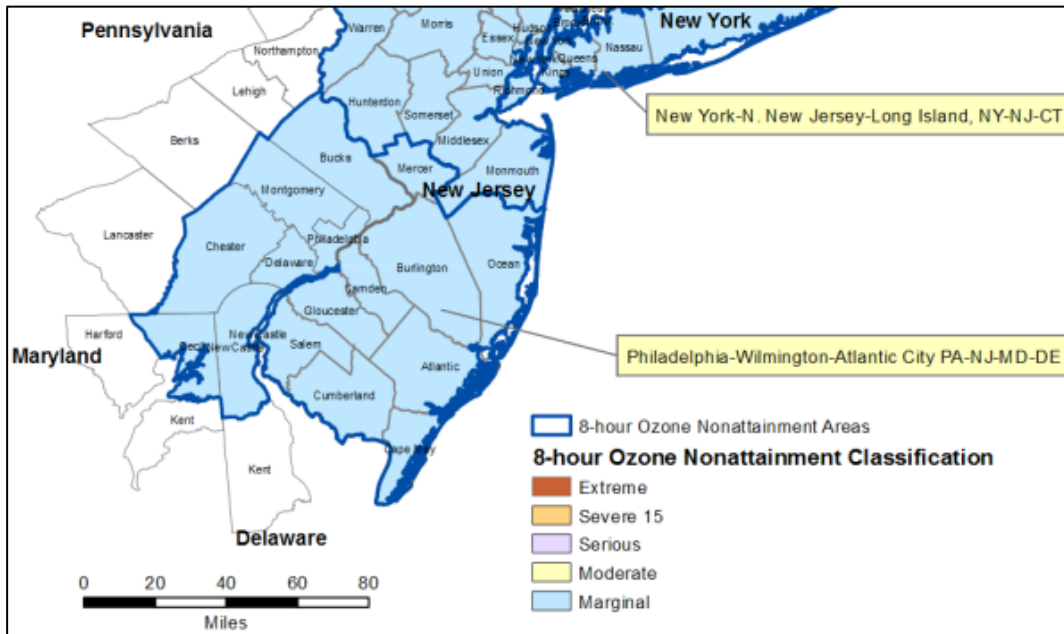 Pennsylvania
New York
Warren
Morris
Essex
Hudson
Nassau
Northampton
Queens
Kings
Union
Lehigh
Richmond
Hunterdon
Somerset
New York-N. New Jersey-Long Island, NY-NJ-CT
Berks
Middlesex
Bucks
Mercer
Monmouth
Montgomery
New Jersey
Lancaster
Chester
Philadelphia
Delaware
Burlington
Ocean
Camden
Gloucester
Harford
New Castle
Salem
Maryland
Cecil
New Castle
Atlantic
Philadelphia-Wilmington-Atlantic City PA-NJ-MD-DE
Cumberland
Kent
Cape May
Kent
Delaware
8-hour Ozone Nonattainment Areas
8-hour Ozone Nonattainment Classification
Extreme
Severe 15
Serious
Moderate
Marginal
0 20 40 60 80
Miles